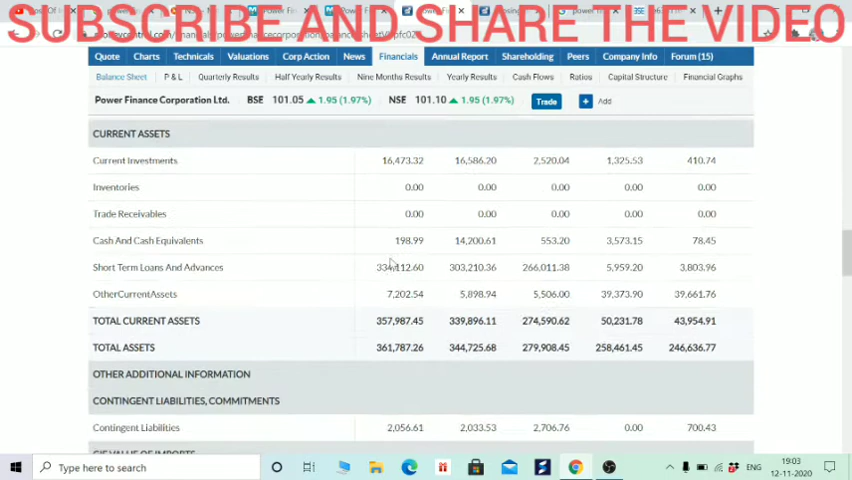 SUBSCRIBE AND SHARE THE VIDEO
Quote Charts Technicals Valuations Corp Action News Financials Annual Report Shareholding Peers Company Info Forum (15)
Balance Sheet P & L Quarterly Results Half Yearly Results Nine Months Results Yearly Results Cash Flows Ratios Capital Structure Financial Graphs
Power Finance Corporation Ltd. BSE 101.05 ▲ 1.95 (1.97%) NSE 101.10 ▲ 1.95 (1.97%) Trade + Add
CURRENT ASSETS
Current Investments 16,473.32 16,586.20 2,520.04 1,325.53 410.74
Inventories 0.00 0.00 0.00 0.00 0.00
Trade Receivables 0.00 0.00 0.00 0.00 0.00
Cash And Cash Equivalents 198.99 14,200.61 553.20 3,573.15 78.45
Short Term Loans And Advances 334,112.60 303,210.36 266,011.38 5,959.20 3,803.96
OtherCurrentAssets 7,202.54 5,898.94 5,506.00 39,373.90 39,661.76
TOTAL CURRENT ASSETS 357,987.45 339,896.11 274,590.62 50,231.78 43,954.91
TOTAL ASSETS 361,787.26 344,725.68 279,908.45 258,461.45 246,636.77
OTHER ADDITIONAL INFORMATION
CONTINGENT LIABILITIES, COMMITMENTS
Contingent Liabilities 2,056.61 2,033.53 2,706.76 0.00 700.43
Type here to search
ENG
19:03
12-11-2020